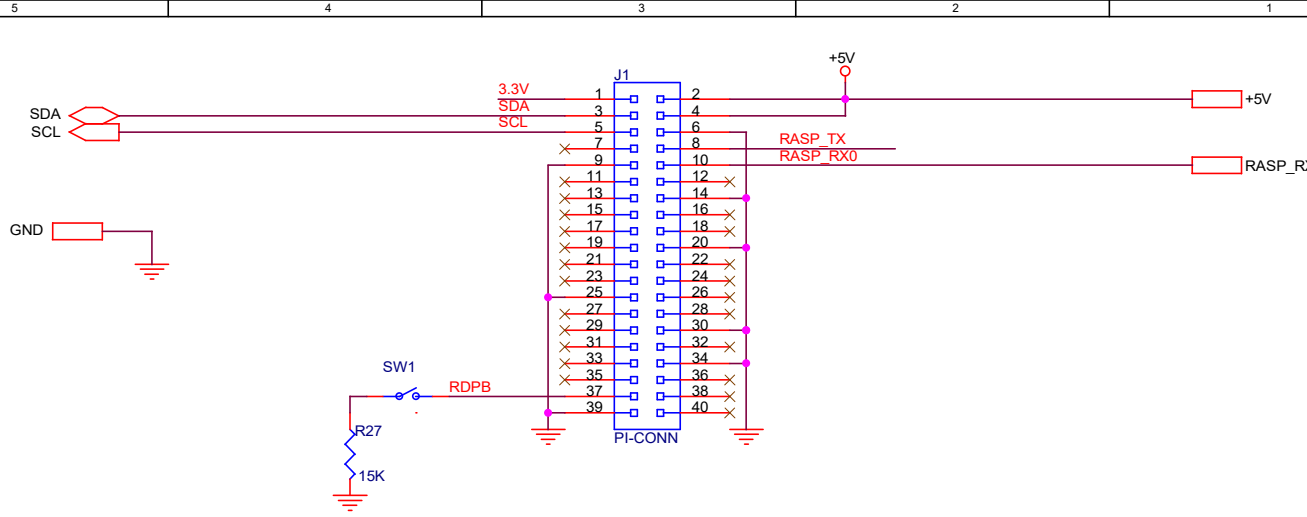 5 4 3 2 1
+5V
J1
3.3V 1 2 +5V
SDA SDA 3 4
SCL SCL 5 6
7 8 RASP_TX
9 10 RASP_RX0 RASP_RX
11 12
13 14
15 16
17 18
GND
19 20
21 22
23 24
25 26
27 28
29 30
31 32
33 34
SW1
35 36
RDPB 37 38
39 40
R27
PI-CONN
15K